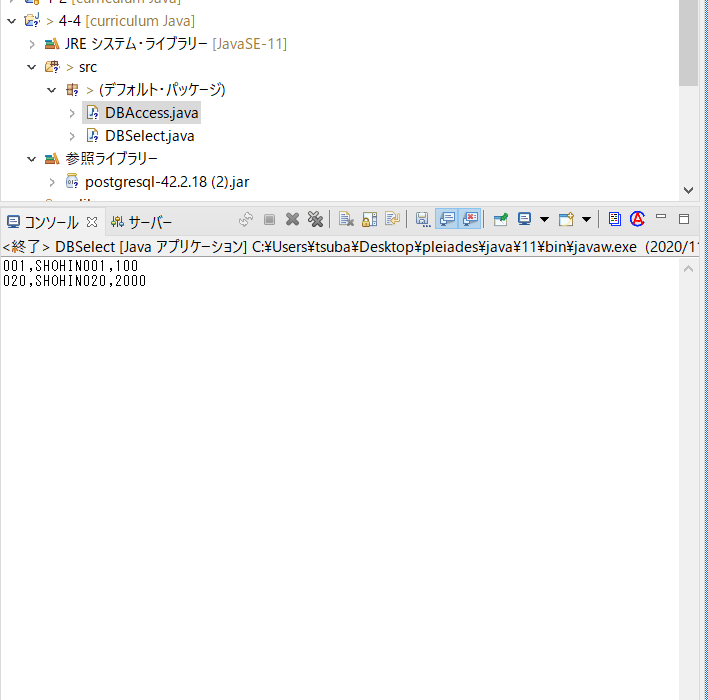 > 4-4 [curriculum Java]
JRE システム・ライブラリー [JavaSE-11]
> src
> (デフォルト・パッケージ)
DBAccess.java
DBSelect.java
参照ライブラリー
postgresql-42.2.18 (2).jar
コンソール サーバー
<終了> DBSelect [Java アプリケーション] C:¥Users¥tsuba¥Desktop¥pleiades¥java¥11¥bin¥javaw.exe (2020/1
001,SHOHIN001,100
020,SHOHIN020,2000